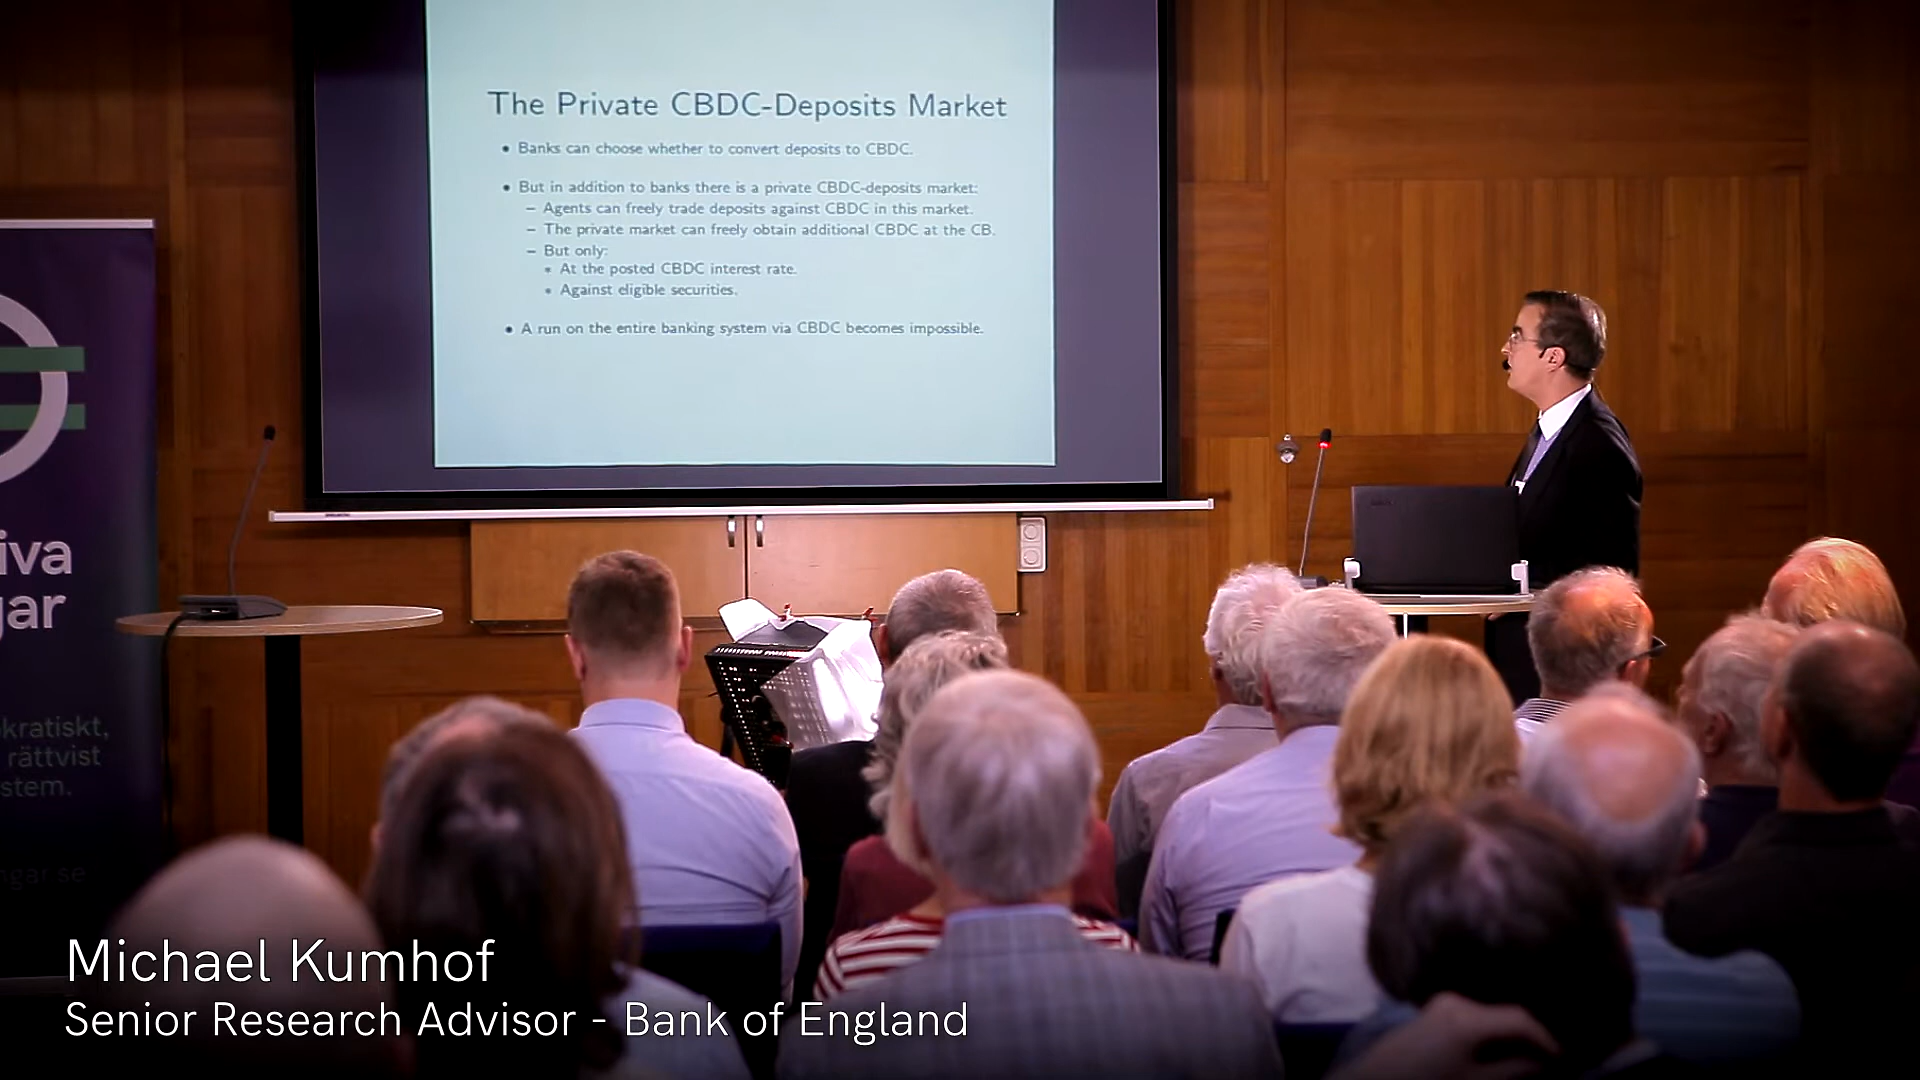 The Private CBDC-Deposits Market
• Banks can choose whether to convert deposits to CBDC.
• But in addition to banks there is a private CBDC-deposits market:
– Agents can freely trade deposits against CBDC in this market.
– The private market can freely obtain additional CBDC at the CB.
– But only:
• At the posted CBDC interest rate.
• Against eligible securities.
• A run on the entire banking system via CBDC becomes impossible.
iva
gar
kratiskt,
rättvist
stem.
ngar se
Michael Kumhof
Senior Research Advisor - Bank of England